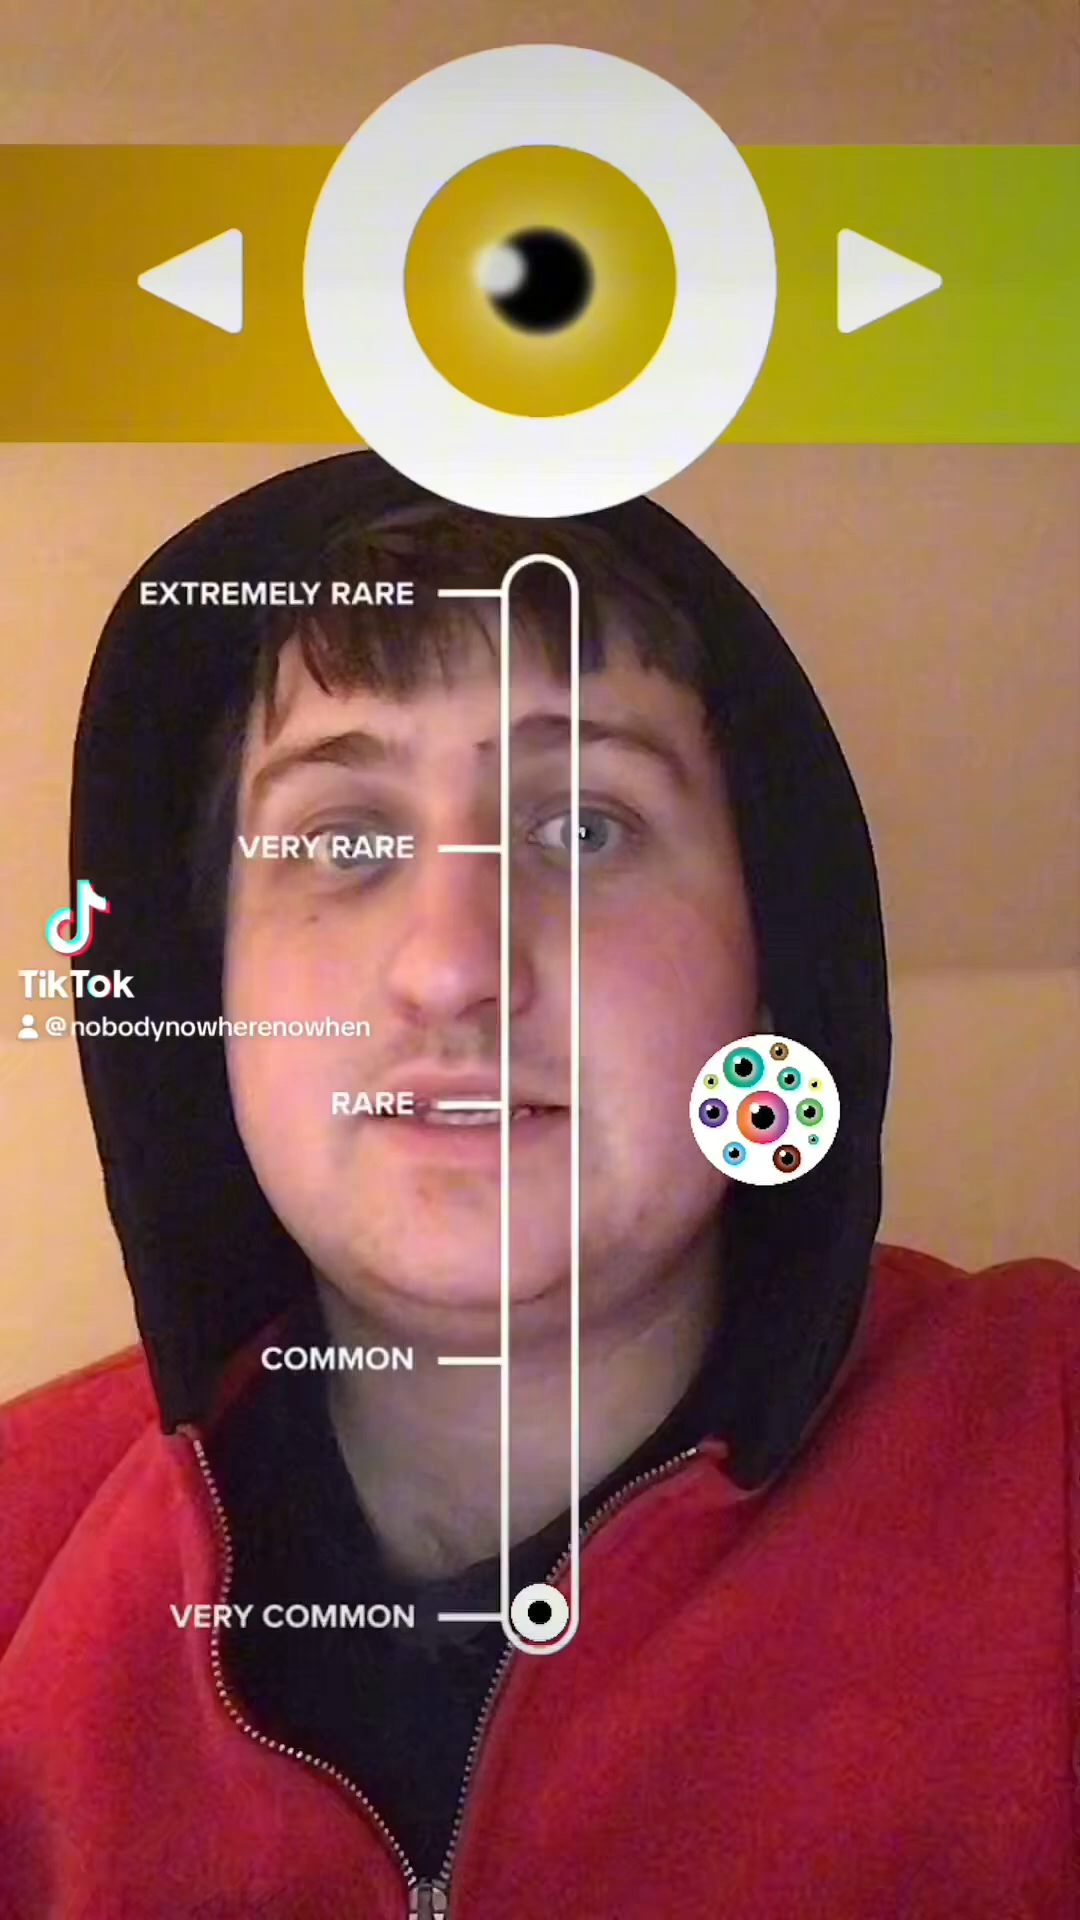 EXTREMELY RARE
VERY RARE
TikTok
@nobodynowherenowhen
RARE
COMMON
VERY COMMON